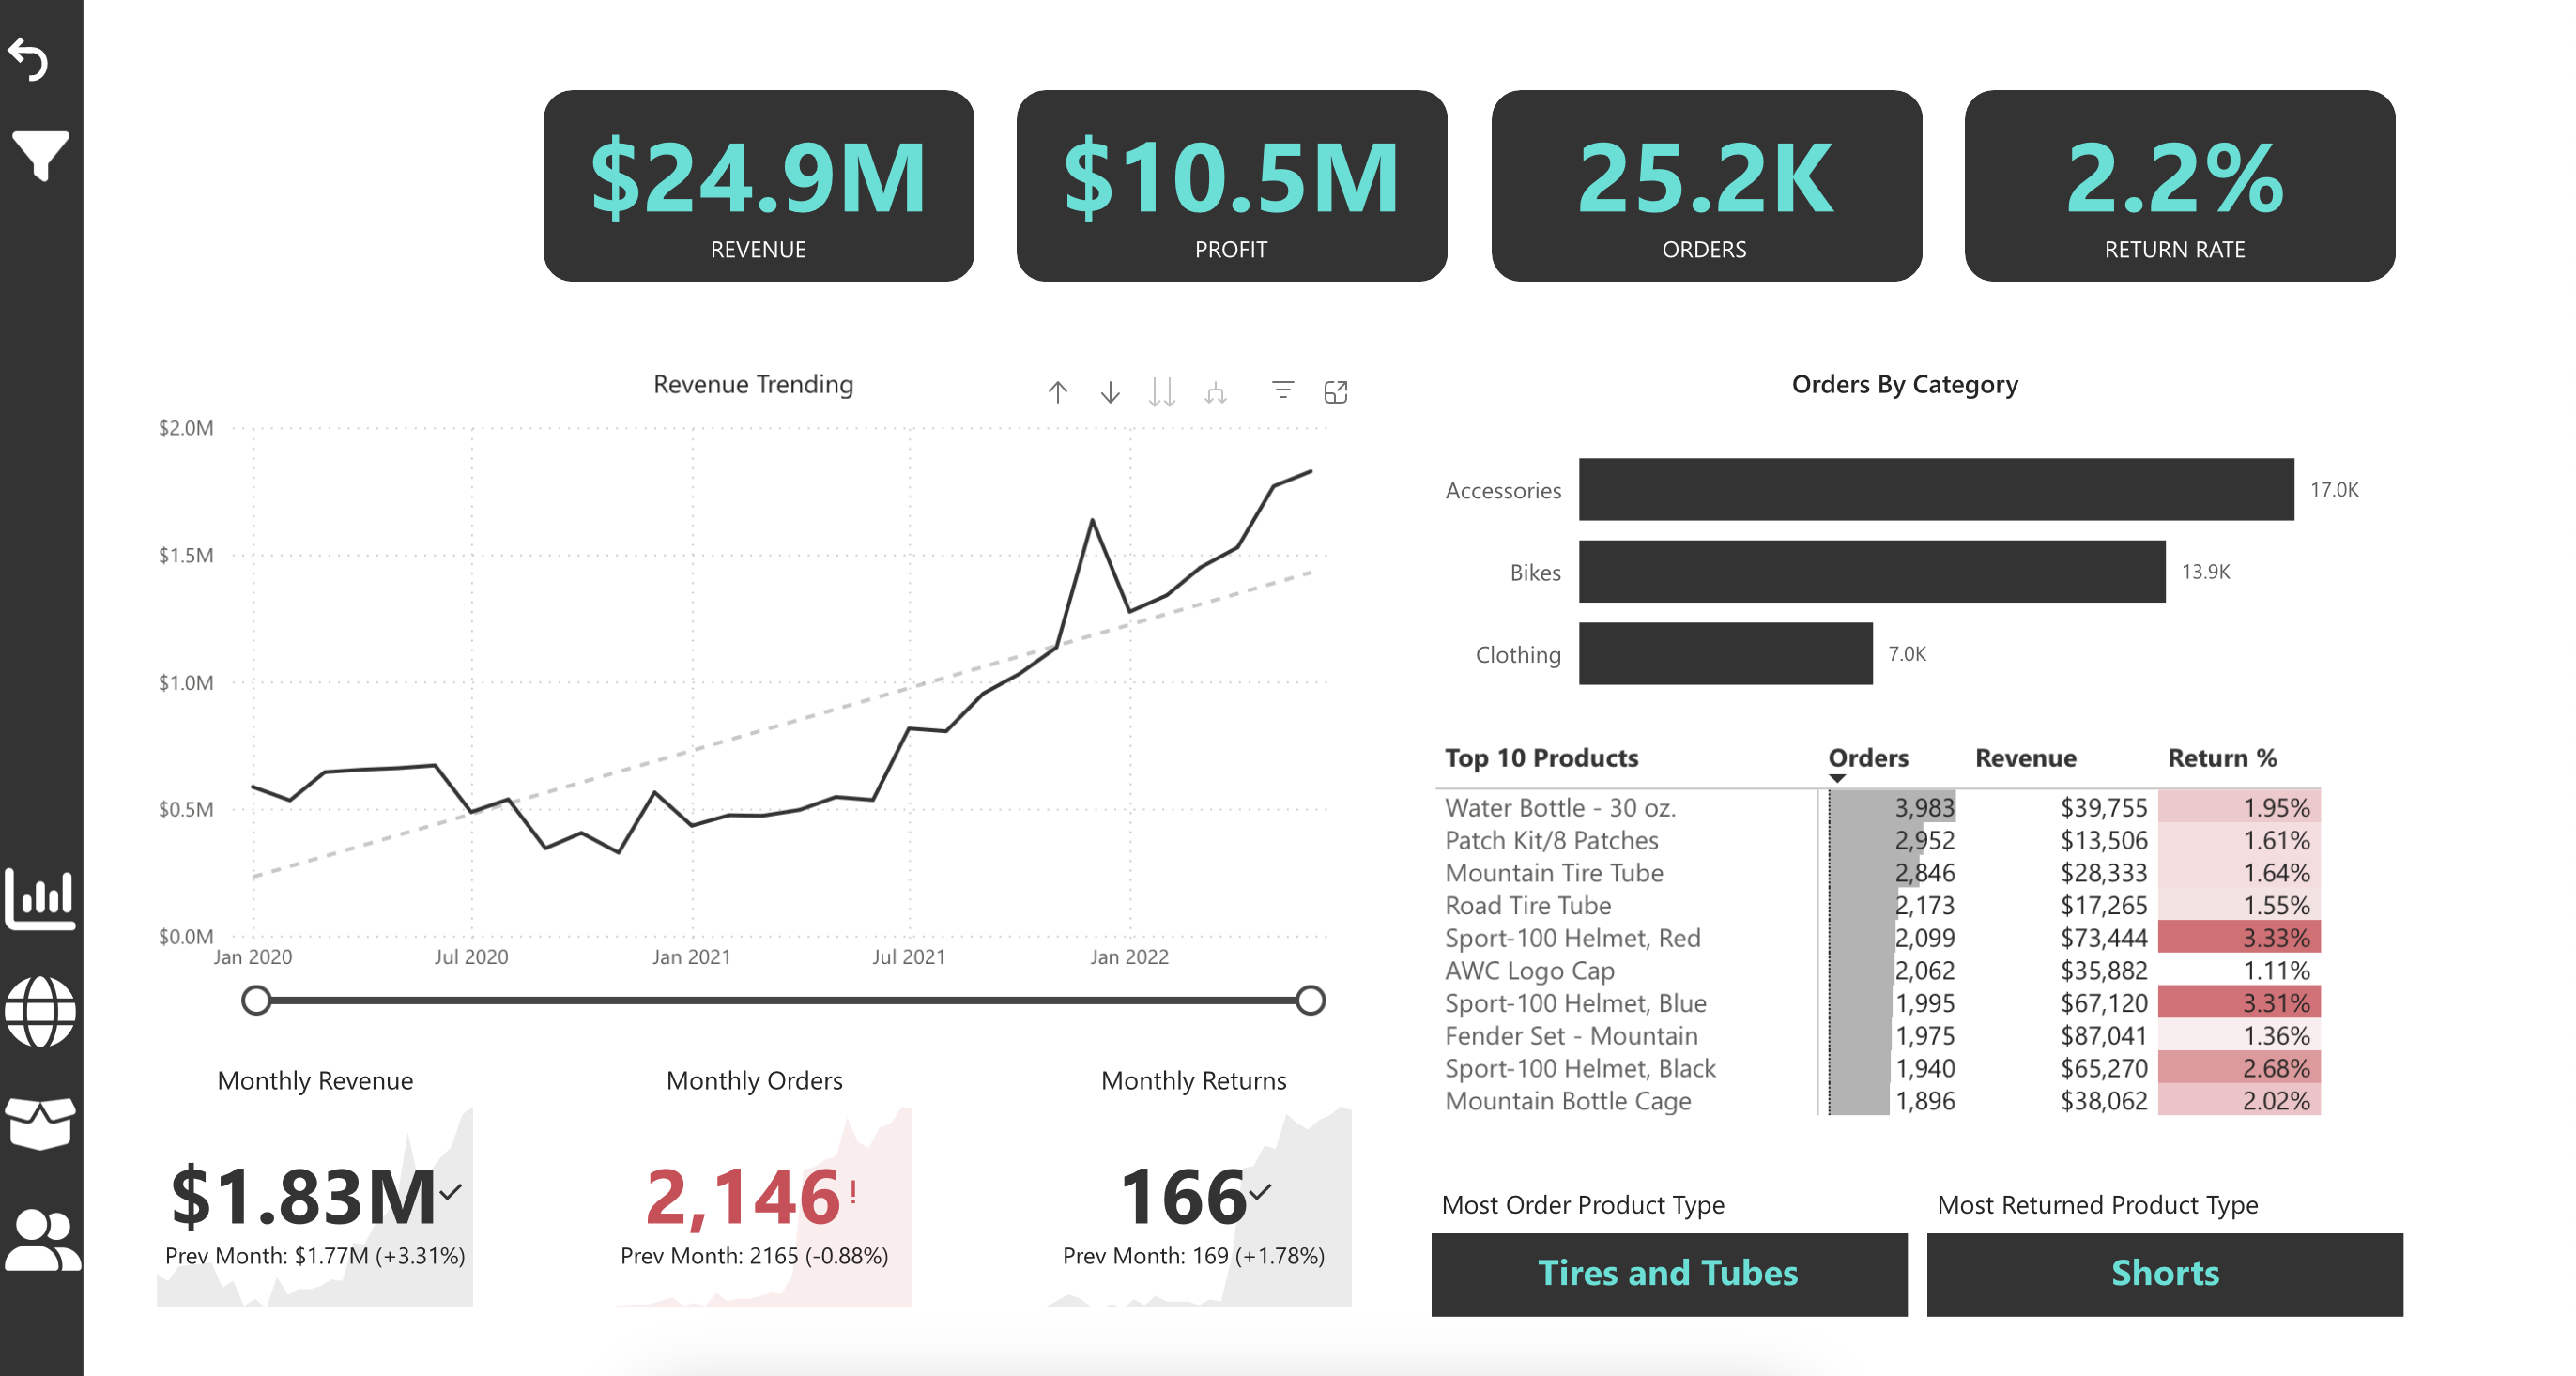 $24.9M
REVENUE
$10.5M
PROFIT
25.2K
ORDERS
2.2%
RETURN RATE
Revenue Trending
$2.0M
$1.5M
$1.0M
$0.5M
$0.0M
Jan 2020 Jul 2020 Jan 2021 Jul 2021 Jan 2022
Orders By Category
Accessories 17.0K
Bikes 13.9K
Clothing 7.0K
Top 10 Products Orders Revenue Return %
Water Bottle - 30 oz. 3,983 $39,755 1.95%
Patch Kit/8 Patches 2,952 $13,506 1.61%
Mountain Tire Tube 2,846 $28,333 1.64%
Road Tire Tube 2,173 $17,265 1.55%
Sport-100 Helmet, Red 2,099 $73,444 3.33%
AWC Logo Cap 2,062 $35,882 1.11%
Sport-100 Helmet, Blue 1,995 $67,120 3.31%
Fender Set - Mountain 1,975 $87,041 1.36%
Sport-100 Helmet, Black 1,940 $65,270 2.68%
Mountain Bottle Cage 1,896 $38,062 2.02%
Monthly Revenue
$1.83M
Prev Month: $1.77M (+3.31%)
Monthly Orders
2,146!
Prev Month: 2165 (-0.88%)
Monthly Returns
166
Prev Month: 169 (+1.78%)
Most Order Product Type
Tires and Tubes
Most Returned Product Type
Shorts